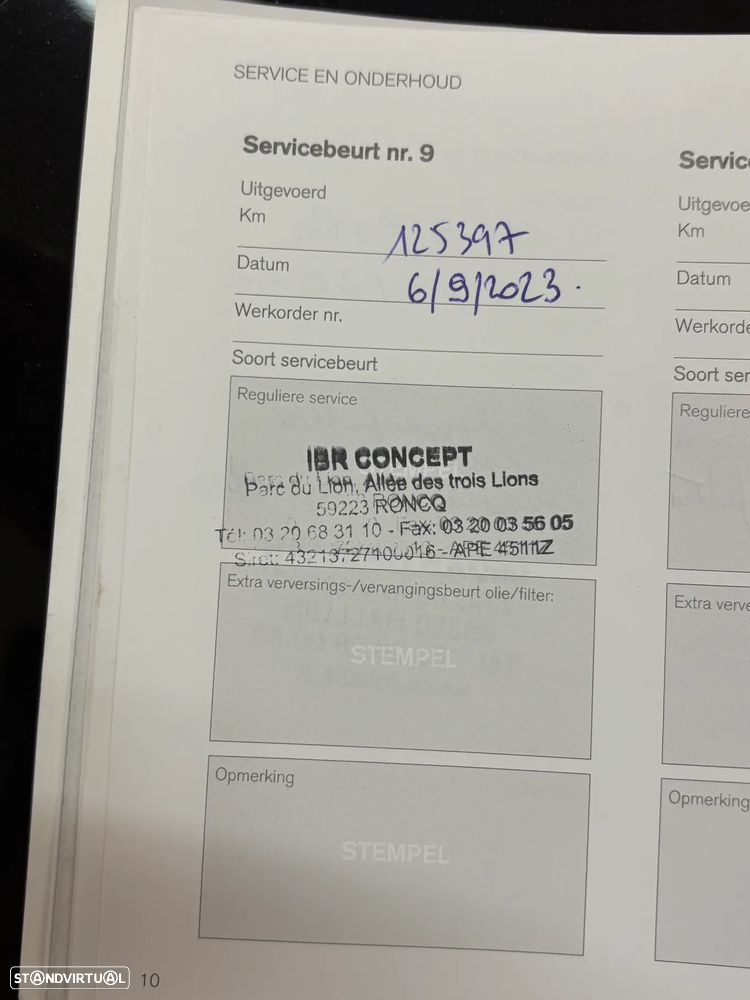 SERVICE EN ONDERHOUD
Servicebeurt nr. 9
Uitgevoerd
Km
125397
Datum
6/9/2023.
Werkorder nr.
Soort servicebeurt
Reguliere service
IBR CONCEPT
Parc du Lion, Allée des trois Lions
59223 RONCQ
Tél: 03 20 68 31 10 - Fax: 03 20 03 56 05
Siret: 43213727100016 - APE 4511Z
Extra verversings-/vervangingsbeurt olie/filter:
STEMPEL
Opmerking
STEMPEL
10
Servic
Uitgevoe
Km
Datum
Werkorde
Soort ser
Reguliere
Extra verve
Opmerking
STANDVIRTUAL